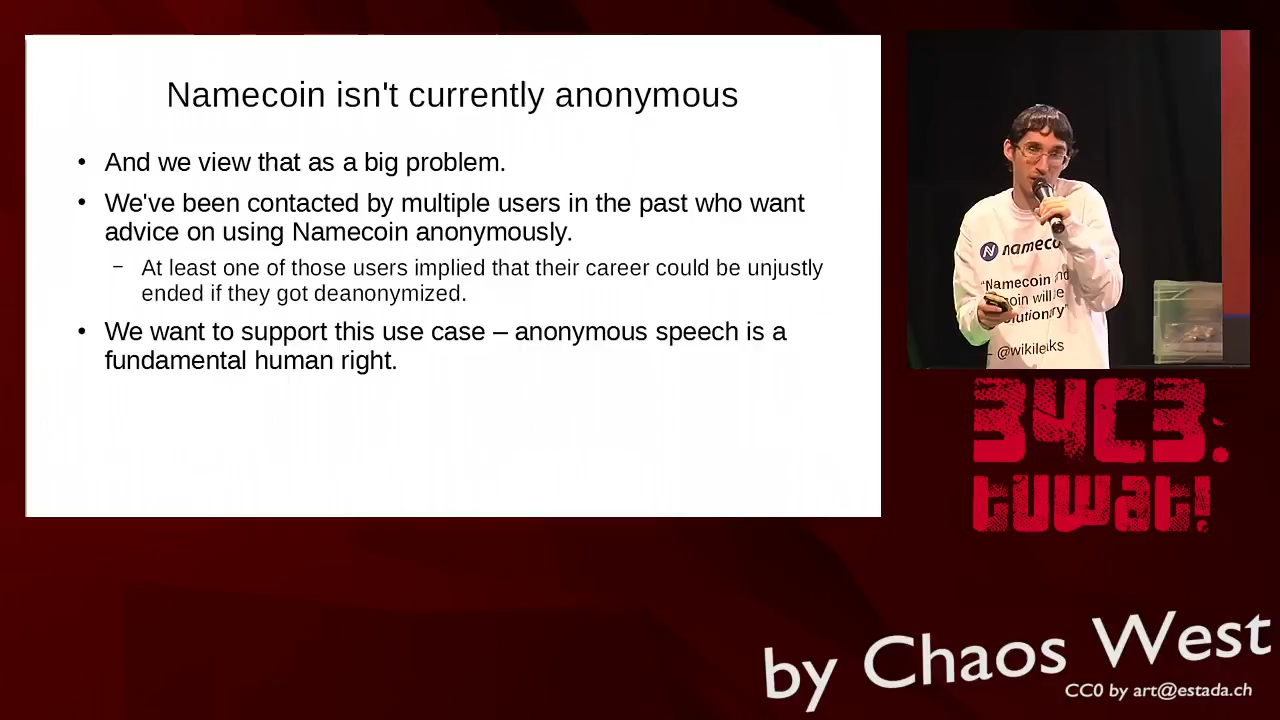 Namecoin isn't currently anonymous
• And we view that as a big problem.
• We've been contacted by multiple users in the past who want
advice on using Namecoin anonymously.
– At least one of those users implied that their career could be unjustly
ended if they got deanonymized.
• We want to support this use case – anonymous speech is a
fundamental human right.
nameco
"Namecoin and
coin will be
olutionary"
– @wikileaks
34C3:
tuwat!
by Chaos West
CC0 by art@estada.ch